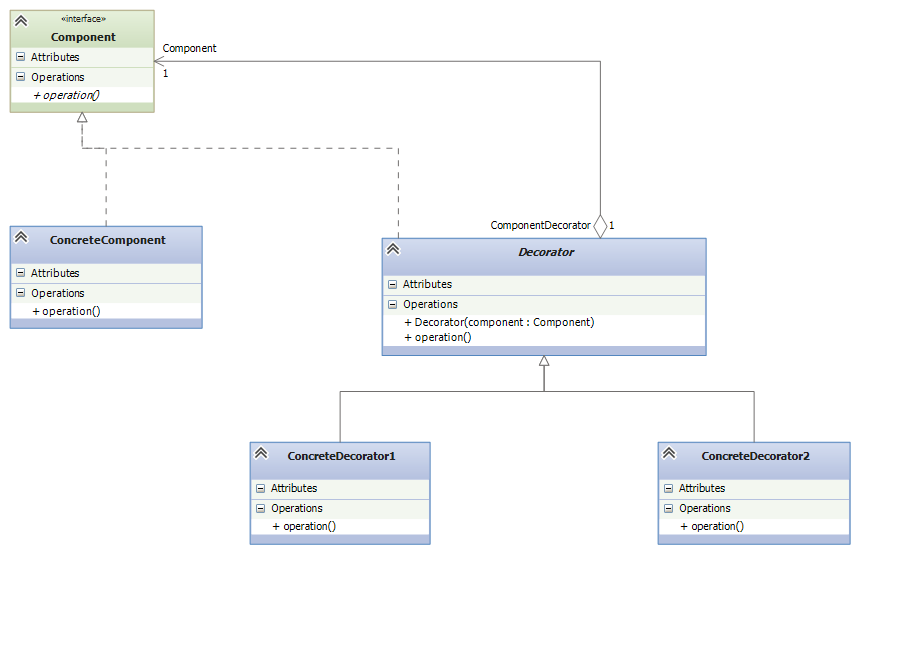 «interface»
Component
Attributes
Operations
+ operation()
Component
1
ComponentDecorator
1
ConcreteComponent
Attributes
Operations
+ operation()
Decorator
Attributes
Operations
+ Decorator(component : Component)
+ operation()
ConcreteDecorator1
Attributes
Operations
+ operation()
ConcreteDecorator2
Attributes
Operations
+ operation()